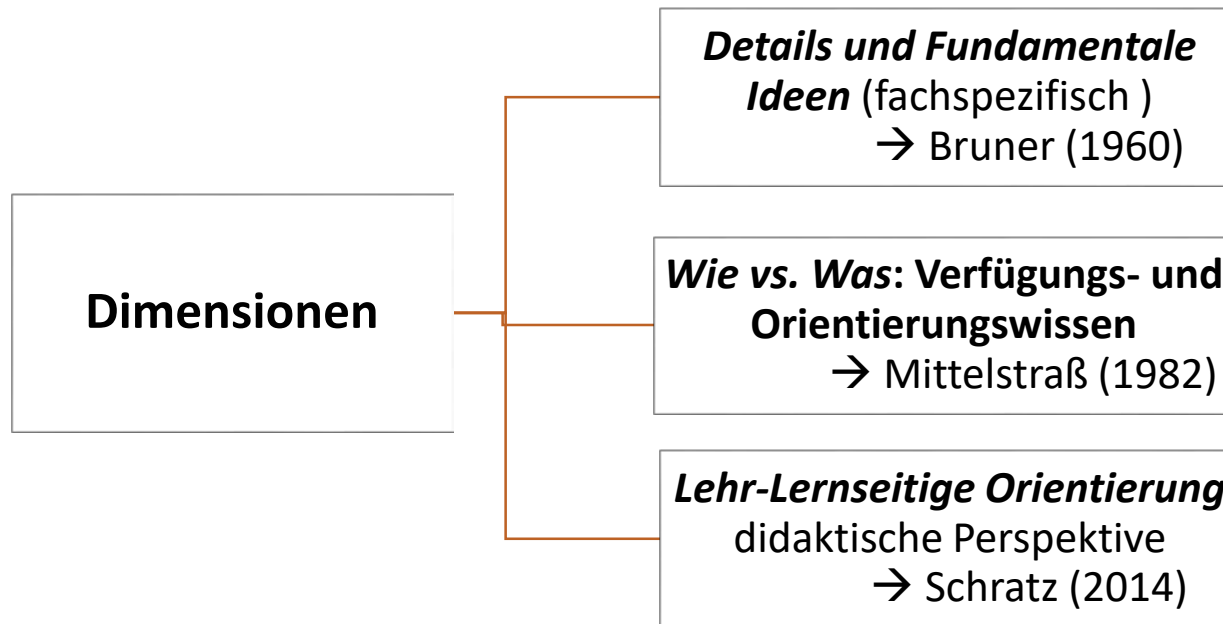 Dimensionen
Details und Fundamentale
Ideen (fachspezifisch )
→ Bruner (1960)
Wie vs. Was: Verfügungs- und
Orientierungswissen
→ Mittelstraß (1982)
Lehr-Lernseitige Orientierung
didaktische Perspektive
→ Schratz (2014)